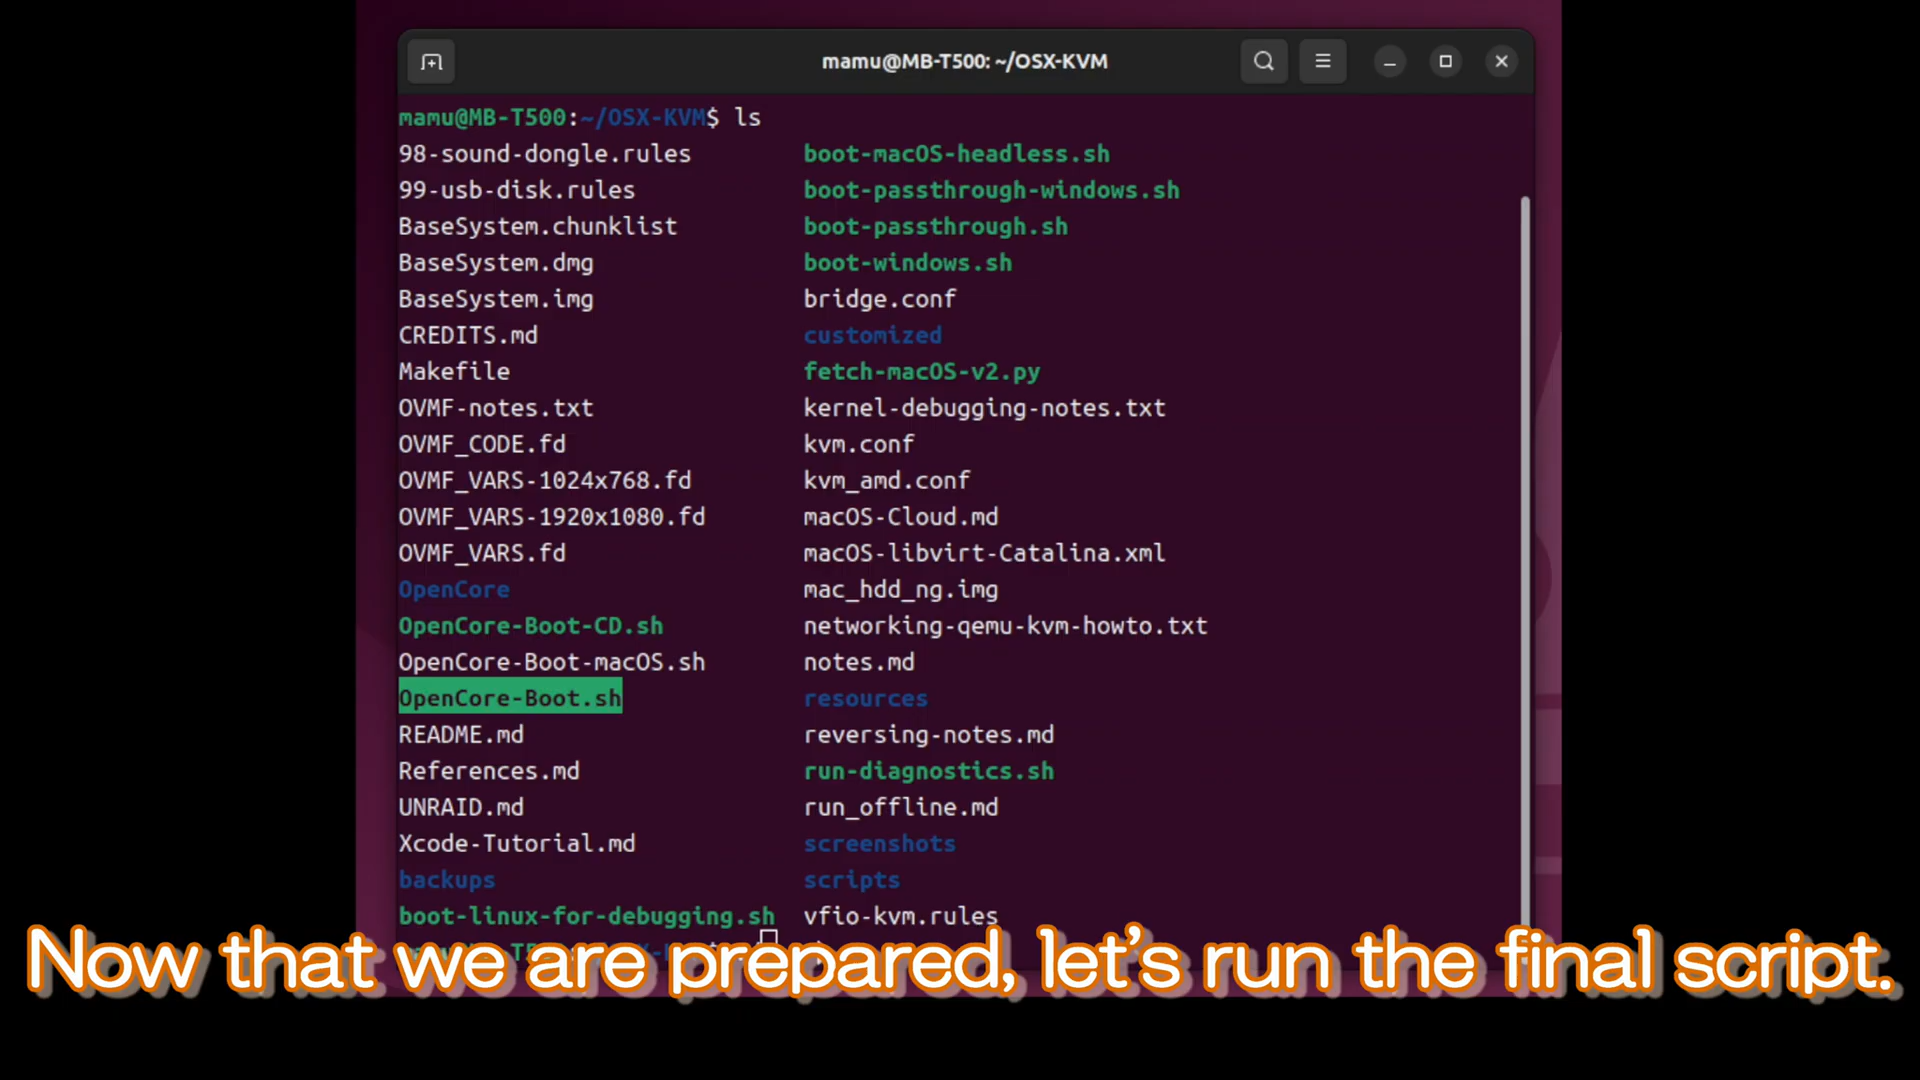 mamu@MB-T500: ~/OSX-KVM
mamu@MB-T500:~/OSX-KVM$ ls
98-sound-dongle.rules boot-macOS-headless.sh
99-usb-disk.rules boot-passthrough-windows.sh
BaseSystem.chunklist boot-passthrough.sh
BaseSystem.dmg boot-windows.sh
BaseSystem.img bridge.conf
CREDITS.md customized
Makefile fetch-macOS-v2.py
OVMF-notes.txt kernel-debugging-notes.txt
OVMF_CODE.fd kvm.conf
OVMF_VARS-1024x768.fd kvm_amd.conf
OVMF_VARS-1920x1080.fd macOS-Cloud.md
OVMF_VARS.fd macOS-libvirt-Catalina.xml
OpenCore mac_hdd_ng.img
OpenCore-Boot-CD.sh networking-qemu-kvm-howto.txt
OpenCore-Boot-macOS.sh notes.md
OpenCore-Boot.sh resources
README.md reversing-notes.md
References.md run-diagnostics.sh
UNRAID.md run_offline.md
Xcode-Tutorial.md screenshots
backups scripts
boot-linux-for-debugging.sh vfio-kvm.rules
Now that we are prepared, let's run the final script.